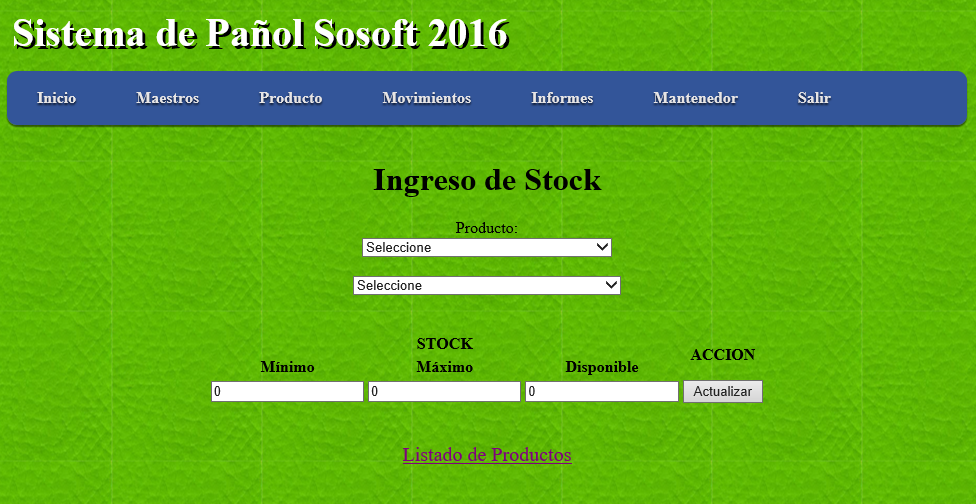 Sistema de Pañol Sosoft 2016
Inicio Maestros Producto Movimientos Informes Mantenedor Salir
Ingreso de Stock
Producto:
Seleccione
Seleccione
STOCK ACCION
Mínimo Máximo Disponible
0 0 0 Actualizar
Listado de Productos